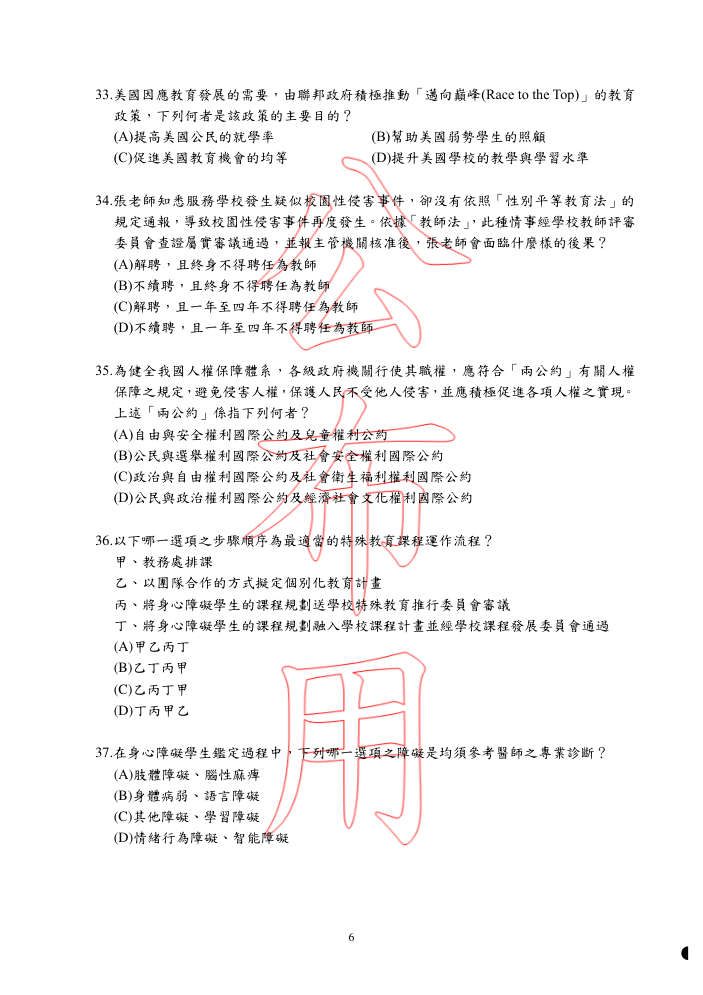 33.美國因應教育發展的需要，由聯邦政府積極推動「邁向巔峰(Race to the Top)」的教育
政策，下列何者是該政策的主要目的？
(A)提高美國公民的就學率 (B)幫助美國弱勢學生的照顧
(C)促進美國教育機會的均等 (D)提升美國學校的教學與學習水準
34.張老師知悉服務學校發生疑似校園性侵害事件，卻沒有依照「性別平等教育法」的
規定通報，導致校園性侵害事件再度發生。依據「教師法」，此種情事經學校教師評審
委員會查證屬實審議通過，並報主管機關核准後，張老師會面臨什麼樣的後果？
(A)解聘，且終身不得聘任為教師
(B)不續聘，且終身不得聘任為教師
(C)解聘，且一年至四年不得聘任為教師
(D)不續聘，且一年至四年不得聘任為教師
35.為健全我國人權保障體系，各級政府機關行使其職權，應符合「兩公約」有關人權
保障之規定，避免侵害人權，保護人民不受他人侵害，並應積極促進各項人權之實現。
上述「兩公約」係指下列何者？
(A)自由與安全權利國際公約及兒童權利公約
(B)公民與選舉權利國際公約及社會安全權利國際公約
(C)政治與自由權利國際公約及社會衛生福利權利國際公約
(D)公民與政治權利國際公約及經濟社會文化權利國際公約
36.以下哪一選項之步驟順序為最適當的特殊教育課程運作流程？
甲、教務處排課
乙、以團隊合作的方式擬定個別化教育計畫
丙、將身心障礙學生的課程規劃送學校特殊教育推行委員會審議
丁、將身心障礙學生的課程規劃融入學校課程計畫並經學校課程發展委員會通過
(A)甲乙丙丁
(B)乙丁丙甲
(C)乙丙丁甲
(D)丁丙甲乙
37.在身心障礙學生鑑定過程中，下列哪一選項之障礙是均須參考醫師之專業診斷？
(A)肢體障礙、腦性麻痺
(B)身體病弱、語言障礙
(C)其他障礙、學習障礙
(D)情緒行為障礙、智能障礙
公布用
6